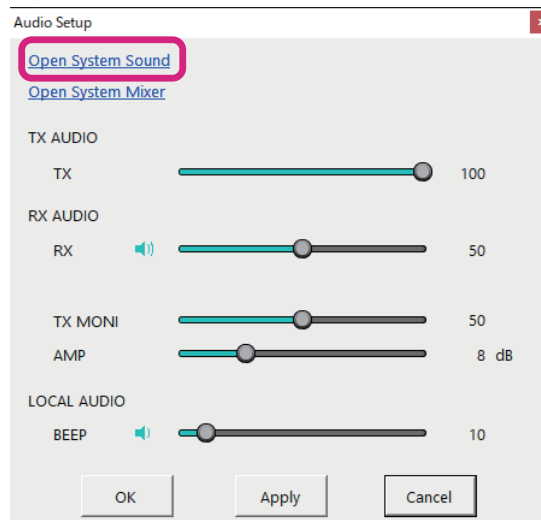 Audio Setup
Open System Sound
Open System Mixer
TX AUDIO
TX 100
RX AUDIO
RX 50
TX MONI 50
AMP 8 dB
LOCAL AUDIO
BEEP 10
OK Apply Cancel